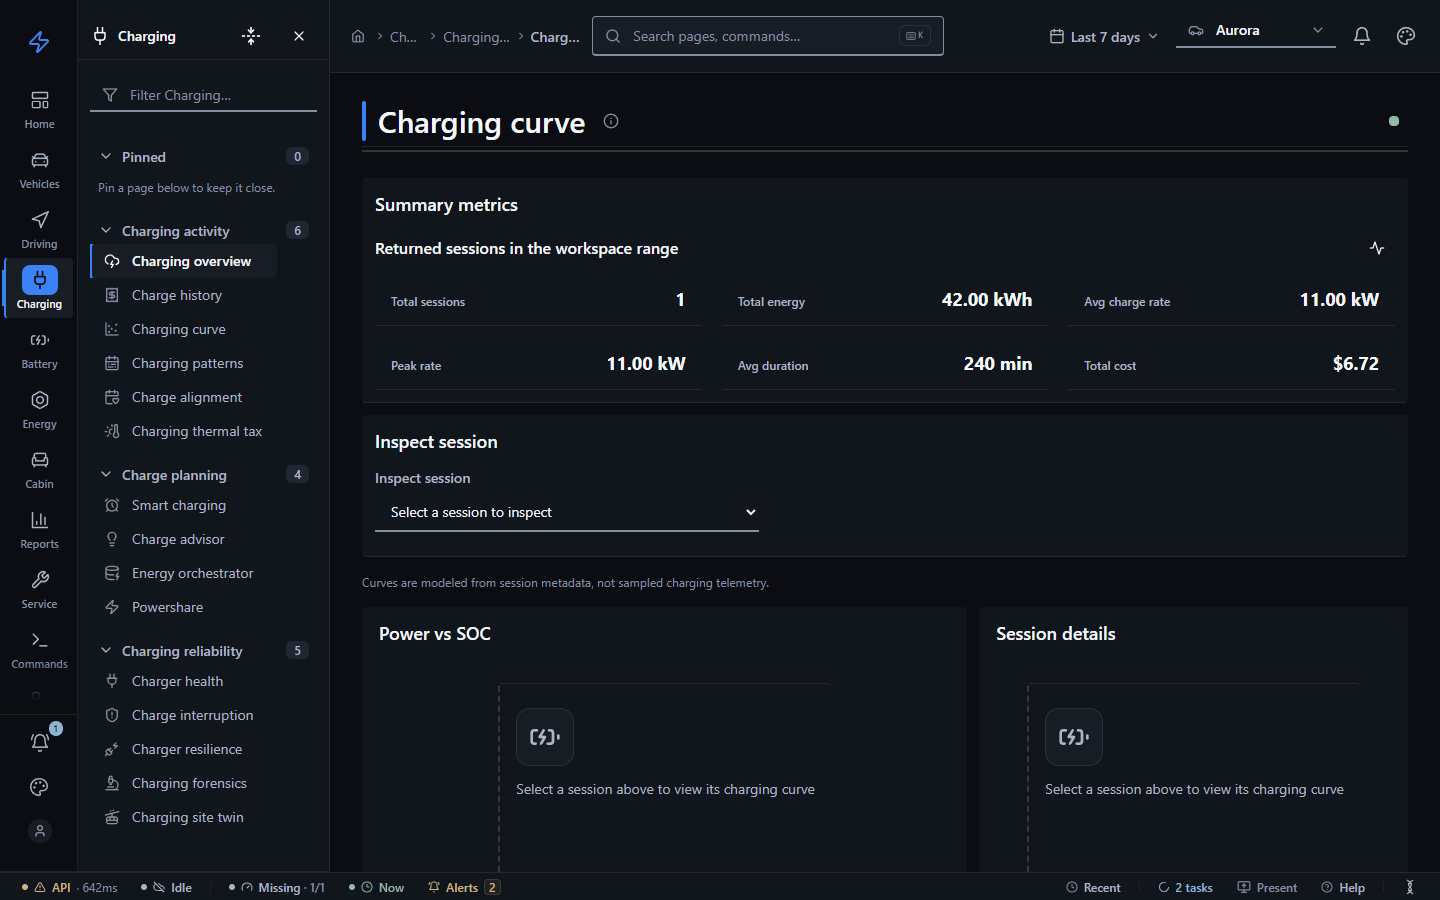 Home
Vehicles
Driving
Charging
Battery
Energy
Cabin
Reports
Service
Commands
1
Charging
Filter Charging...
Pinned
0
Pin a page below to keep it close.
Charging activity
6
Charging overview
Charge history
Charging curve
Charging patterns
Charge alignment
Charging thermal tax
Charge planning
4
Smart charging
Charge advisor
Energy orchestrator
Powershare
Charging reliability
5
Charger health
Charge interruption
Charger resilience
Charging forensics
Charging site twin
Ch... > Charging... > Charg...
Search pages, commands...
K
Last 7 days
Aurora
Charging curve
Summary metrics
Returned sessions in the workspace range
Total sessions 1
Total energy 42.00 kWh
Avg charge rate 11.00 kW
Peak rate 11.00 kW
Avg duration 240 min
Total cost $6.72
Inspect session
Inspect session
Select a session to inspect
Curves are modeled from session metadata, not sampled charging telemetry.
Power vs SOC
Select a session above to view its charging curve
Session details
Select a session above to view its charging curve
API · 642ms
Idle
Missing · 1/1
Now
Alerts 2
Recent
2 tasks
Present
Help